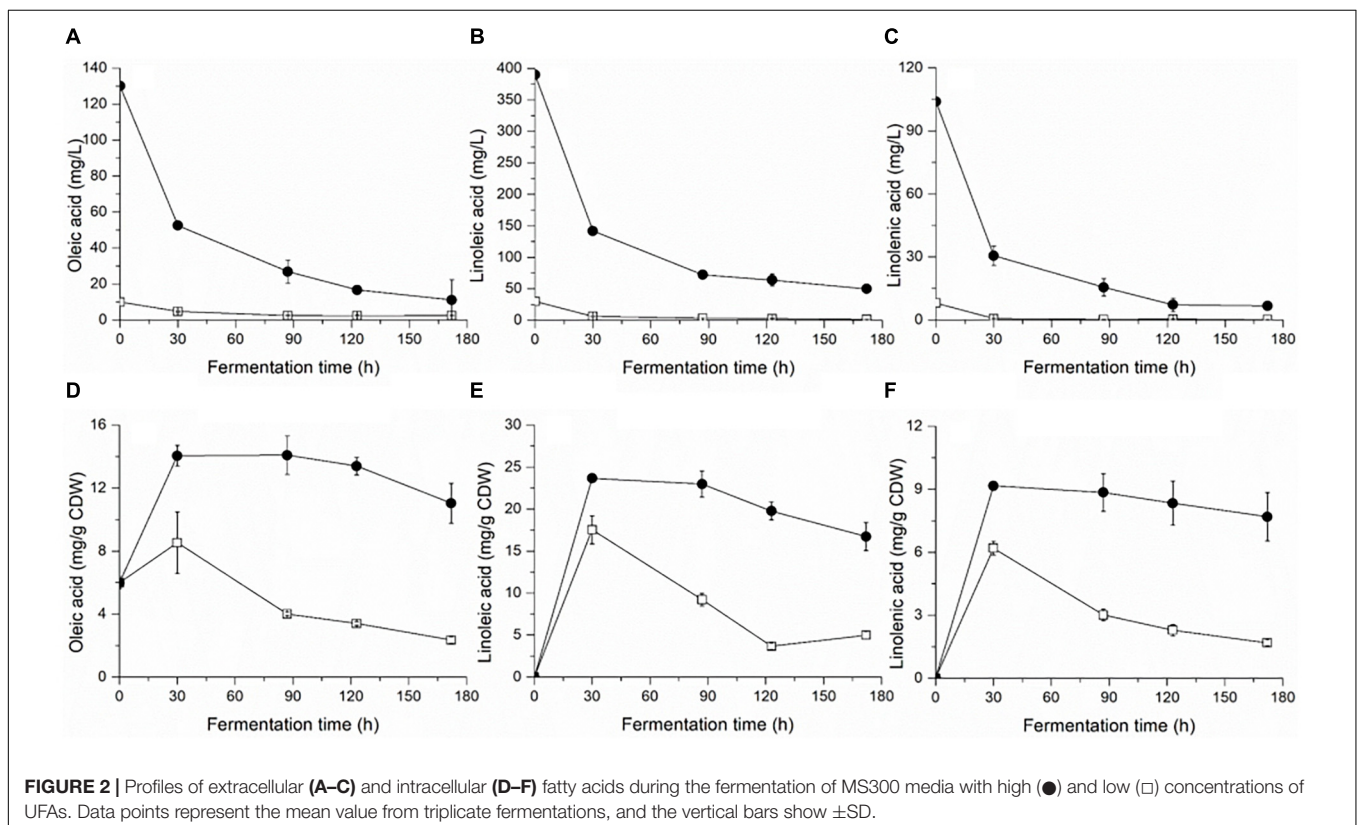 A
B
C
140
120
100
80
60
40
20
0
Oleic acid (mg/L)
0 30 60 90 120 150 180
Fermentation time (h)
400
350
300
250
200
150
100
50
0
Linoleic acid (mg/L)
0 30 60 90 120 150 180
Fermentation time (h)
120
90
60
30
0
Linolenic acid (mg/L)
0 30 60 90 120 150 180
Fermentation time (h)
D
E
F
16
12
8
4
0
Oleic acid (mg/g CDW)
0 30 60 90 120 150 180
Fermentation time (h)
30
25
20
15
10
5
0
Linoleic acid (mg/g CDW)
0 30 60 90 120 150 180
Fermentation time (h)
12
9
6
3
0
Linolenic acid (mg/g CDW)
0 30 60 90 120 150 180
Fermentation time (h)
FIGURE 2 | Profiles of extracellular (A–C) and intracellular (D–F) fatty acids during the fermentation of MS300 media with high (●) and low (□) concentrations of
UFAs. Data points represent the mean value from triplicate fermentations, and the vertical bars show ±SD.